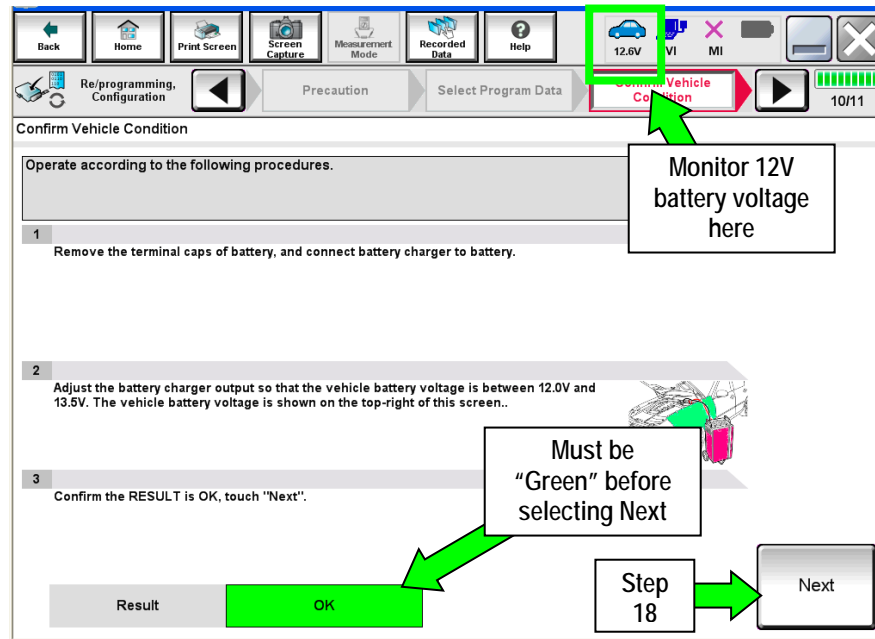 Back
Home
Print Screen
Screen
Capture
Measurement
Mode
Recorded
Data
Help
12.6V
VI
MI
Re/programming,
Configuration
Precaution
Select Program Data
Confirm Vehicle
Condition
10/11
Confirm Vehicle Condition
Operate according to the following procedures.
Monitor 12V
battery voltage
here
1
Remove the terminal caps of battery, and connect battery charger to battery.
2
Adjust the battery charger output so that the vehicle battery voltage is between 12.0V and
13.5V. The vehicle battery voltage is shown on the top-right of this screen..
Must be
“Green” before
selecting Next
3
Confirm the RESULT is OK, touch "Next".
Step
18
Next
Result
OK